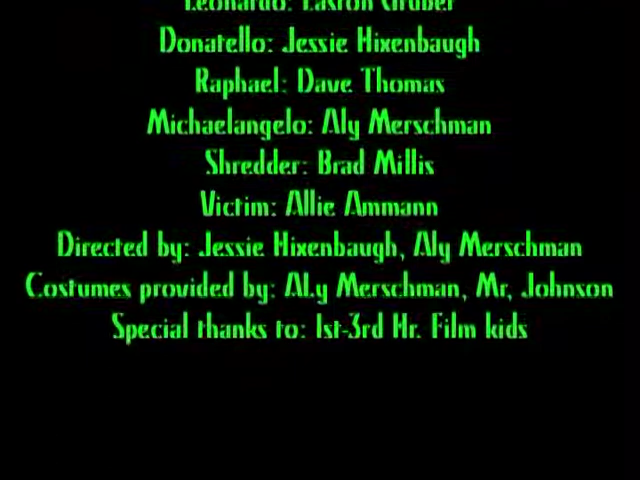 Donatello: Jessie Hixenbaugh
Raphael: Dave Thomas
Michaelangelo: Aly Merschman
Shredder: Brad Millis
Victim: Allie Ammann
Directed by: Jessie Hixenbaugh, Aly Merschman
Costumes provided by: ALy Merschman, Mr, Johnson
Special thanks to: 1st-3rd Hr. Film kids